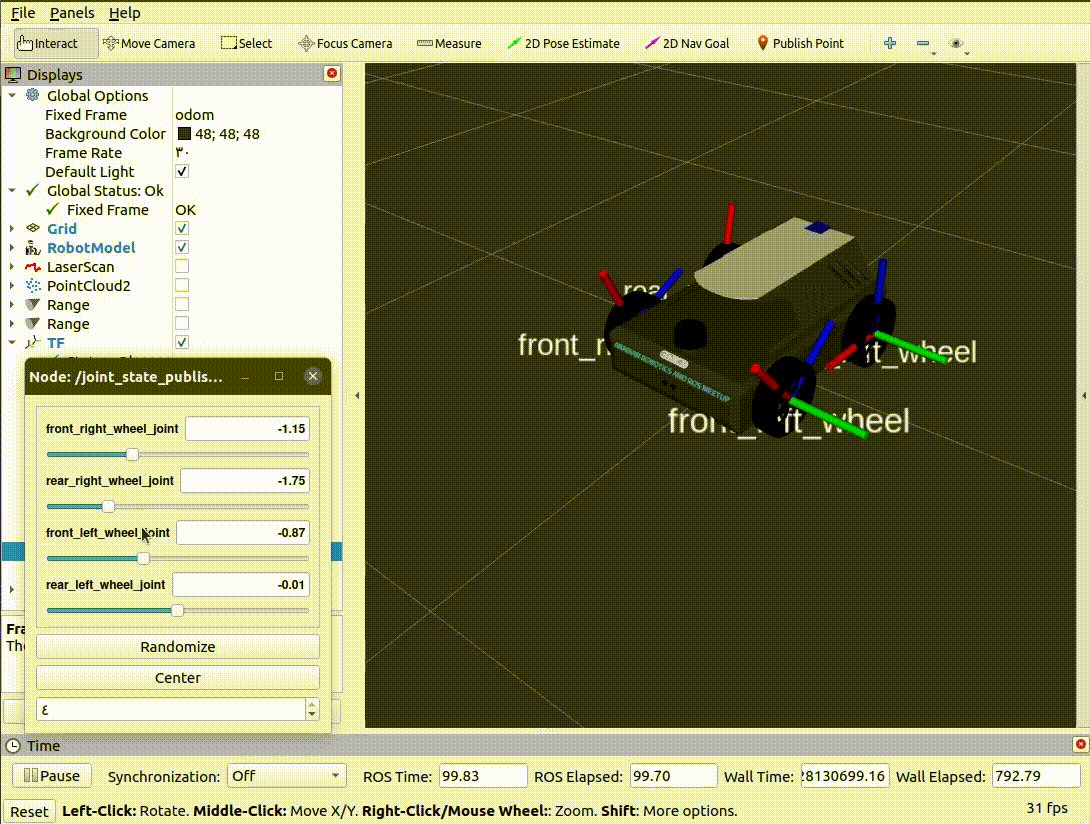 File Panels Help
Interact Move Camera Select Focus Camera Measure 2D Pose Estimate 2D Nav Goal Publish Point
Displays
Global Options
Fixed Frame odom
Background Color 48; 48; 48
Frame Rate ٣٠
Default Light
Global Status: Ok
Fixed Frame OK
Grid
RobotModel
LaserScan
PointCloud2
Range
Range
TF
Node: /joint_state_publis...
front_right_wheel_joint -1.15
rear_right_wheel_joint -1.75
front_left_wheel_joint -0.87
rear_left_wheel_joint -0.01
Randomize
Center
٤
Fra
The
front_left_wheel
ROBOTICS AND ROS MEETUP
Time
Pause Synchronization: Off ROS Time: 99.83 ROS Elapsed: 99.70 Wall Time: 28130699.16 Wall Elapsed: 792.79
Reset Left-Click: Rotate. Middle-Click: Move X/Y. Right-Click/Mouse Wheel:: Zoom. Shift: More options. 31 fps